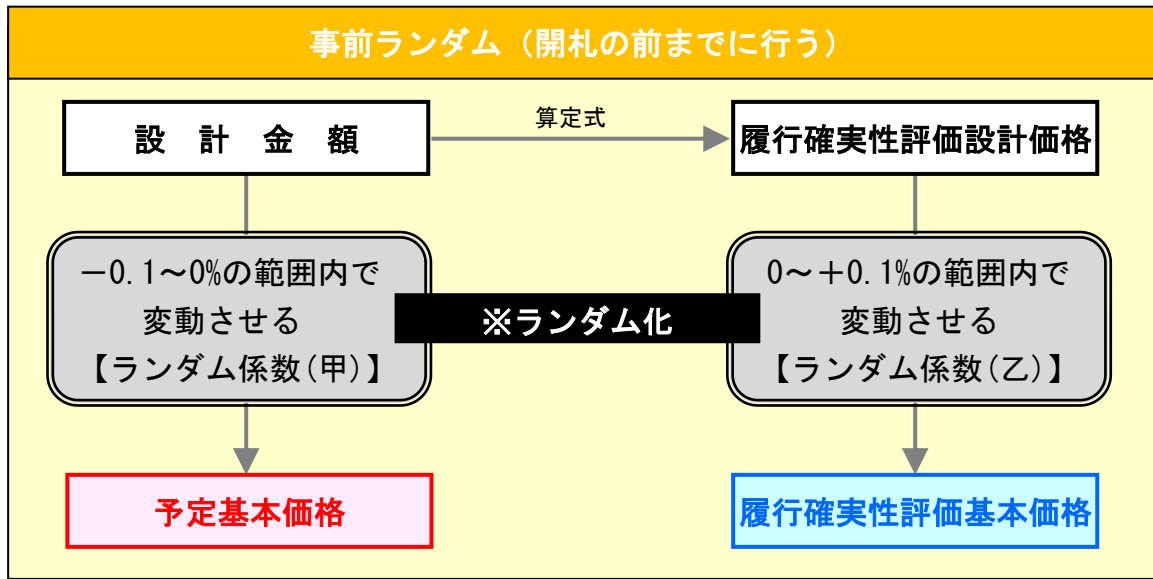 事前ランダム（開札の前までに行う）
設計金額
算定式
履行確実性評価設計価格
－0.1～0%の範囲内で
変動させる
【ランダム係数(甲)】
※ランダム化
0～＋0.1%の範囲内で
変動させる
【ランダム係数(乙)】
予定基本価格
履行確実性評価基本価格